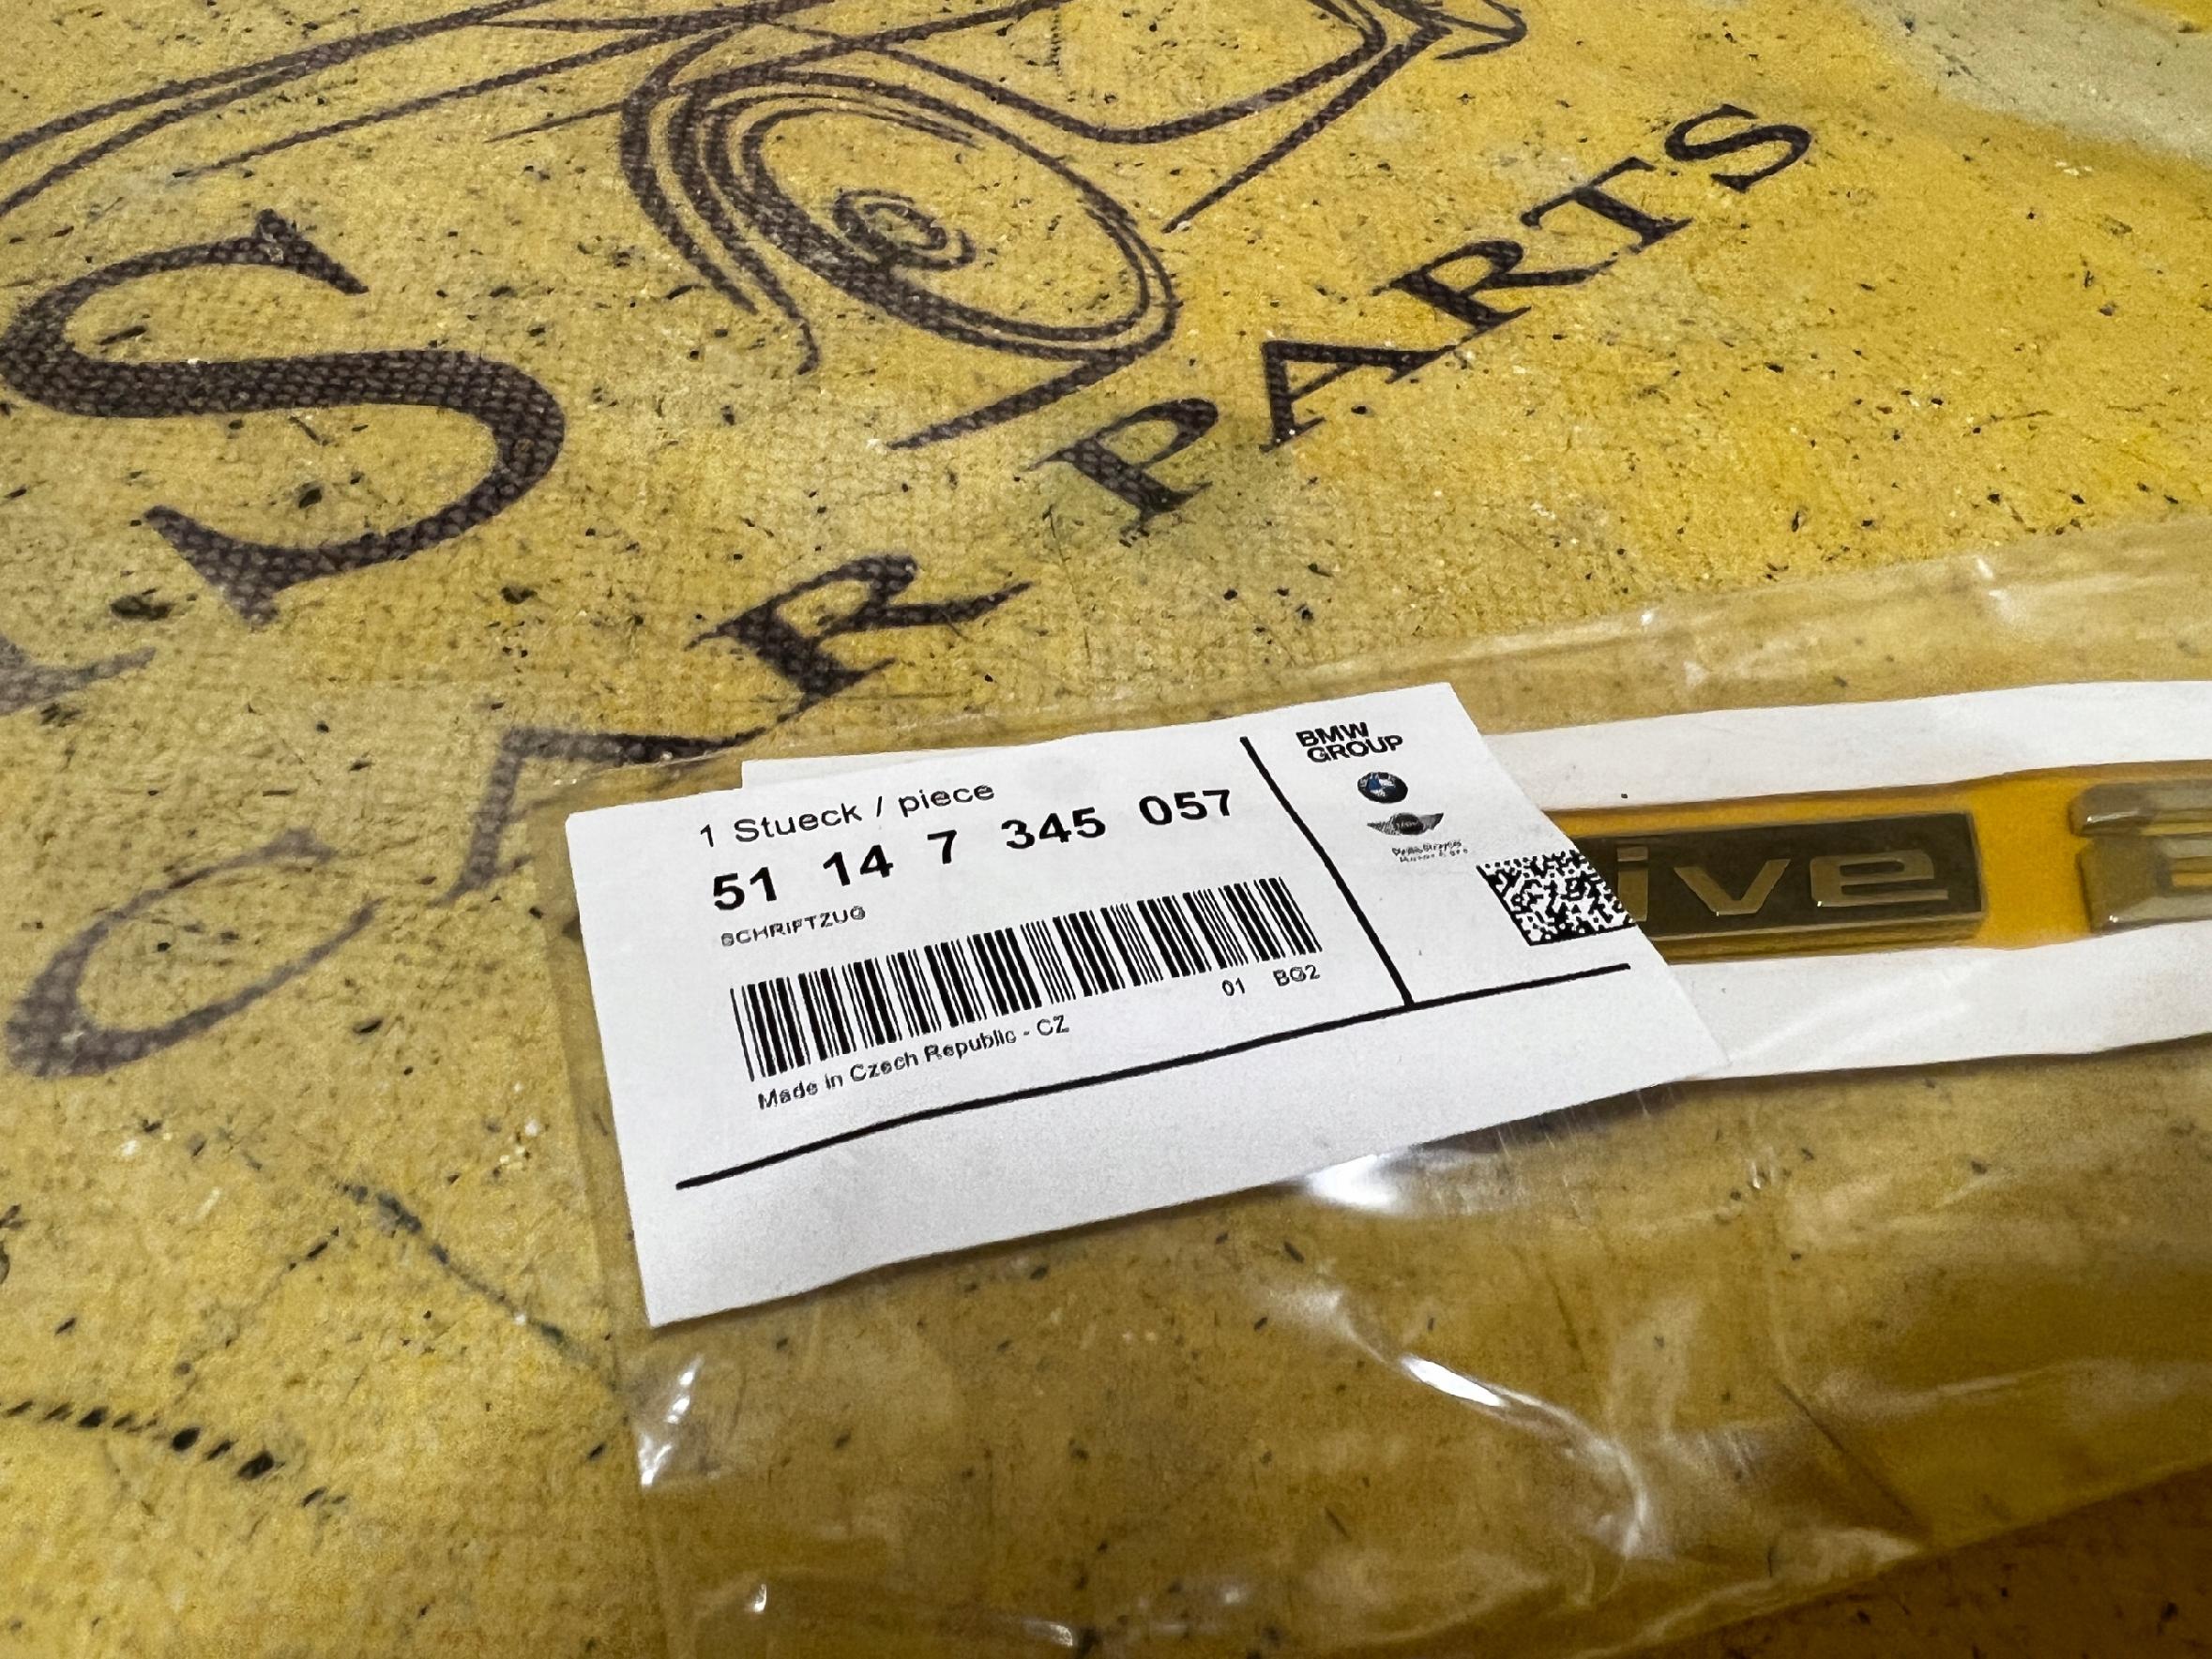 S
CAR PARTS
1 Stueck / piece
51 14 7 345 057
SCHRIFTZUG
01 BG2
Made in Czech Republic - CZ
BMW
GROUP
ive